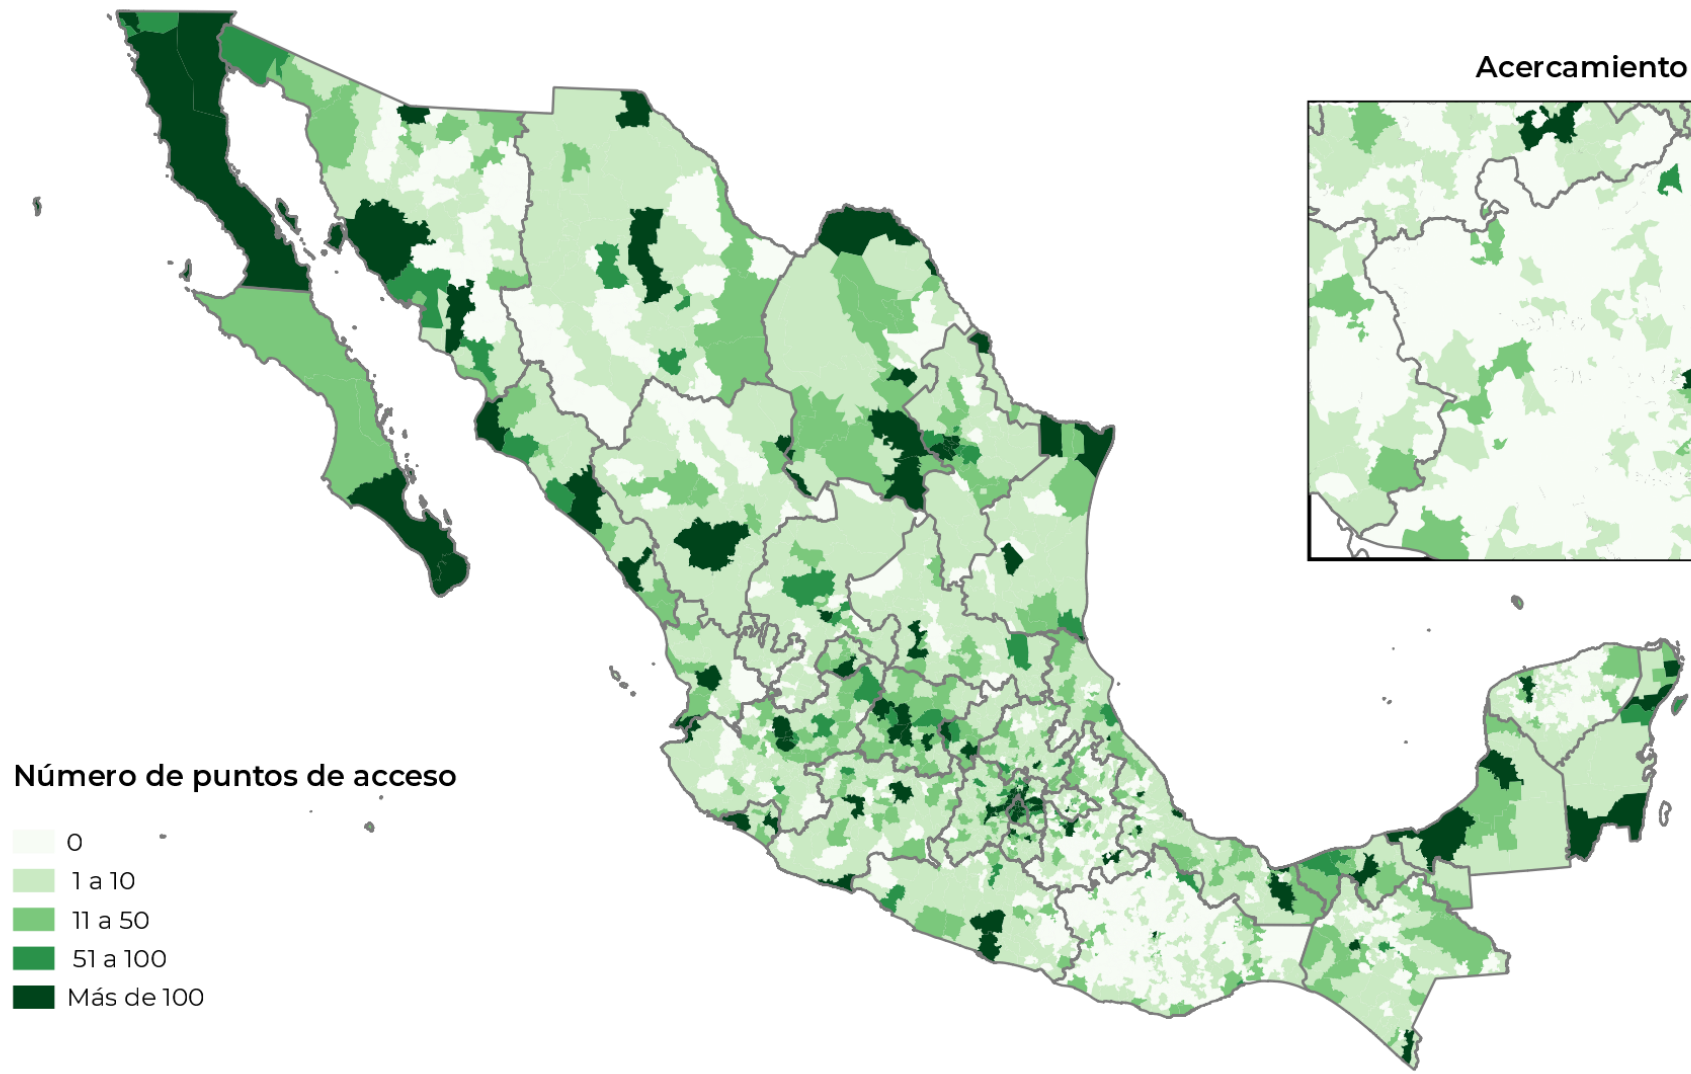 Acercamiento
Número de puntos de acceso
0
1 a 10
11 a 50
51 a 100
Más de 100